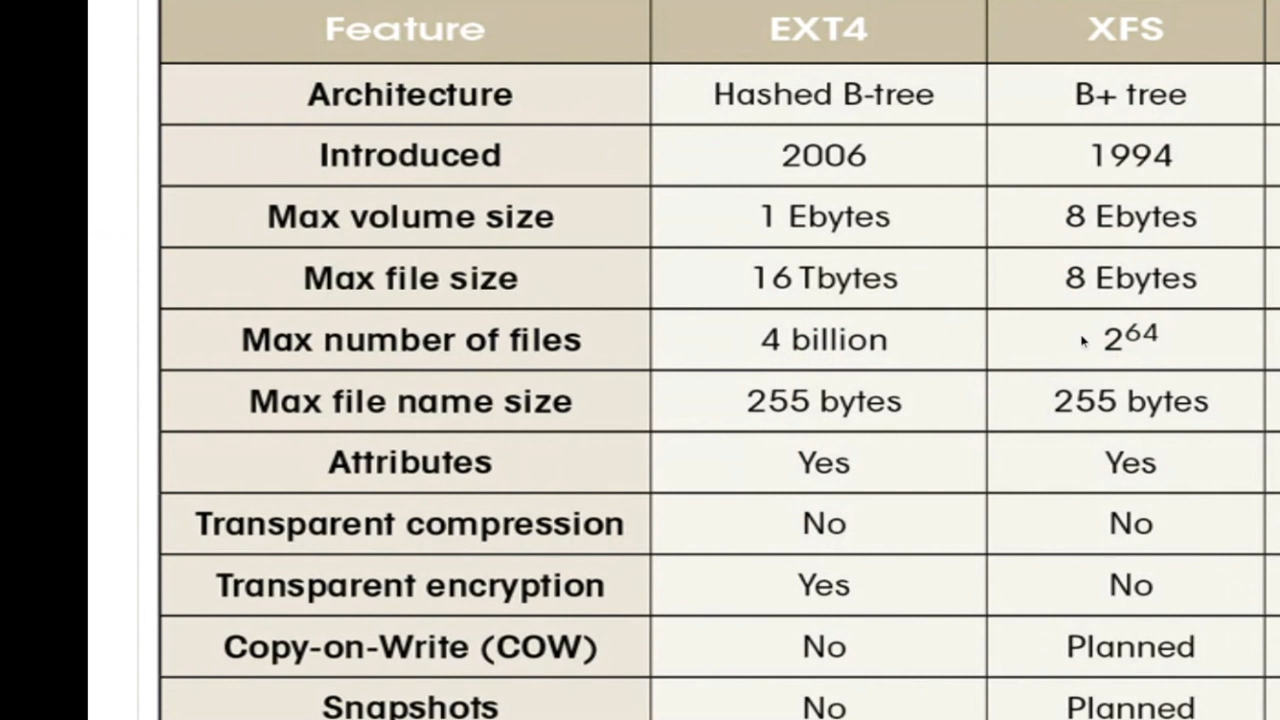 Feature EXT4 XFS
Architecture Hashed B-tree B+ tree
Introduced 2006 1994
Max volume size 1 Ebytes 8 Ebytes
Max file size 16 Tbytes 8 Ebytes
Max number of files 4 billion 2⁶⁴
Max file name size 255 bytes 255 bytes
Attributes Yes Yes
Transparent compression No No
Transparent encryption Yes No
Copy-on-Write (COW) No Planned
Snapshots No Planned